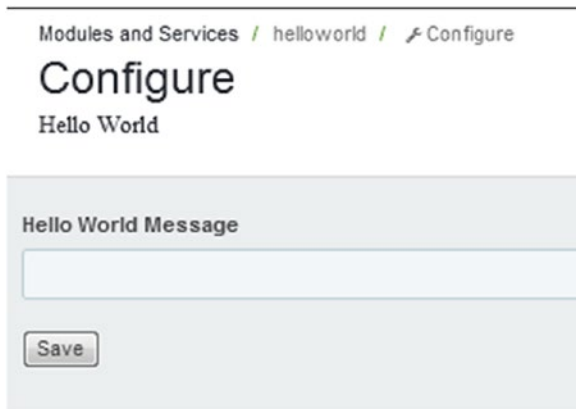 Modules and Services / helloworld / Configure
Configure
Hello World
Hello World Message
Save